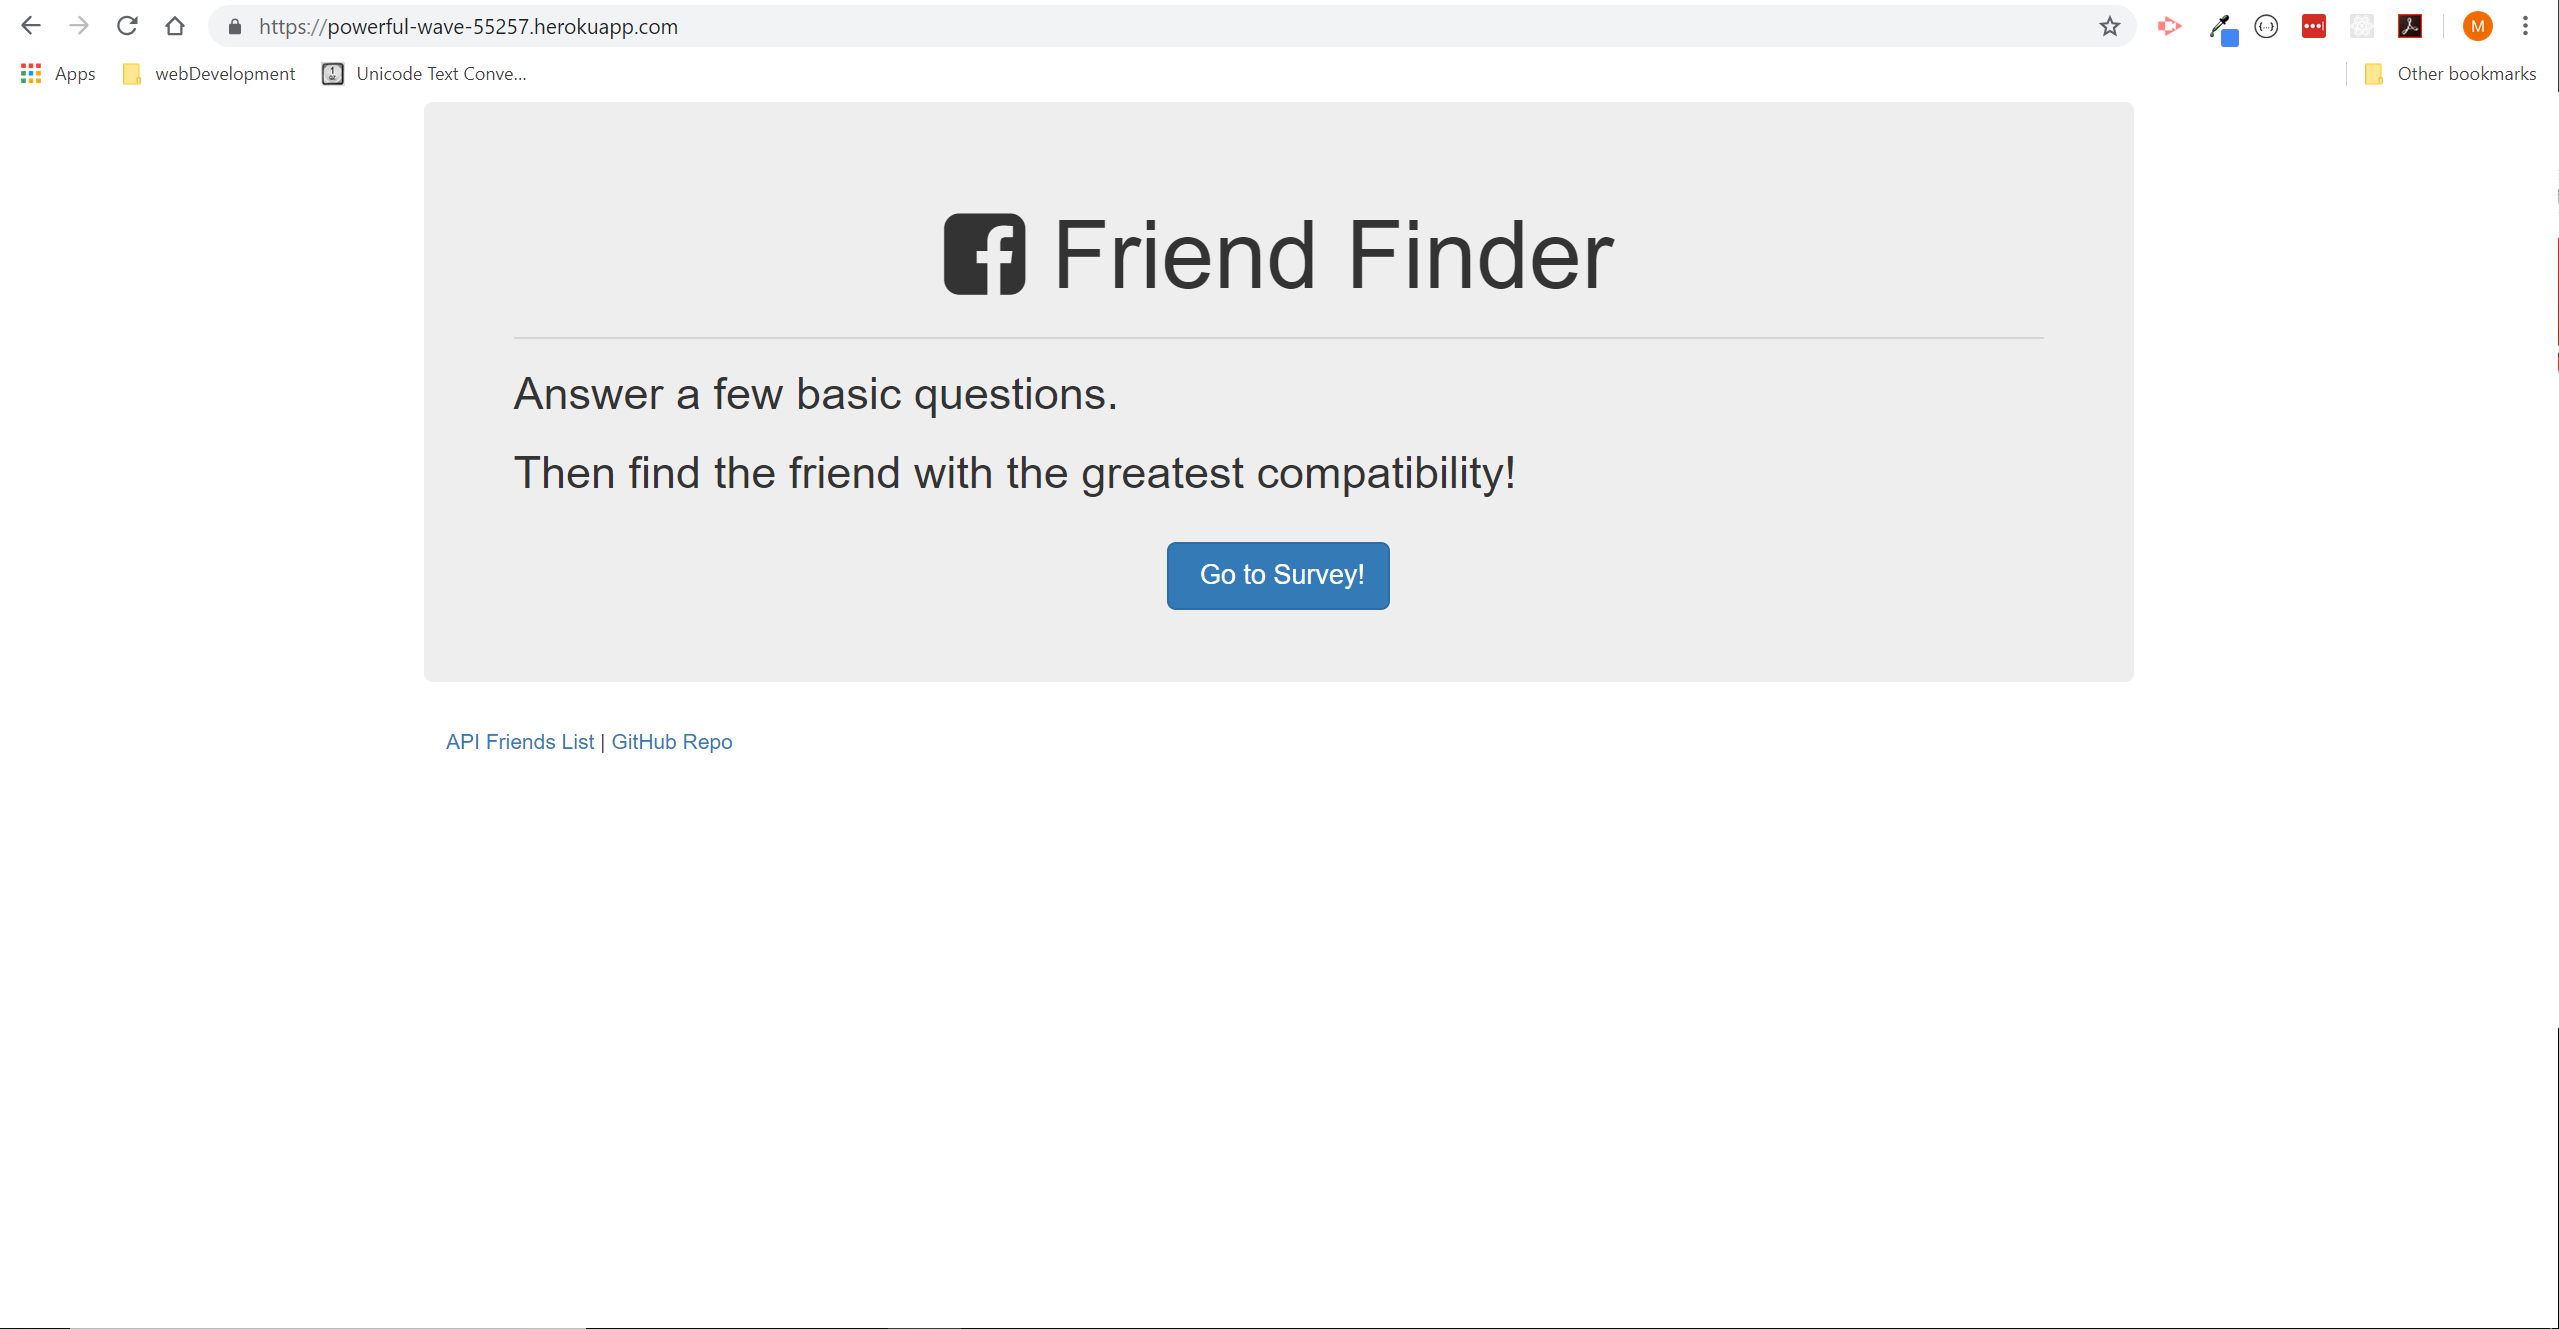 https://powerful-wave-55257.herokuapp.com
M
Apps
webDevelopment
Unicode Text Conve...
Other bookmarks
f Friend Finder
Answer a few basic questions.
Then find the friend with the greatest compatibility!
Go to Survey!
API Friends List | GitHub Repo